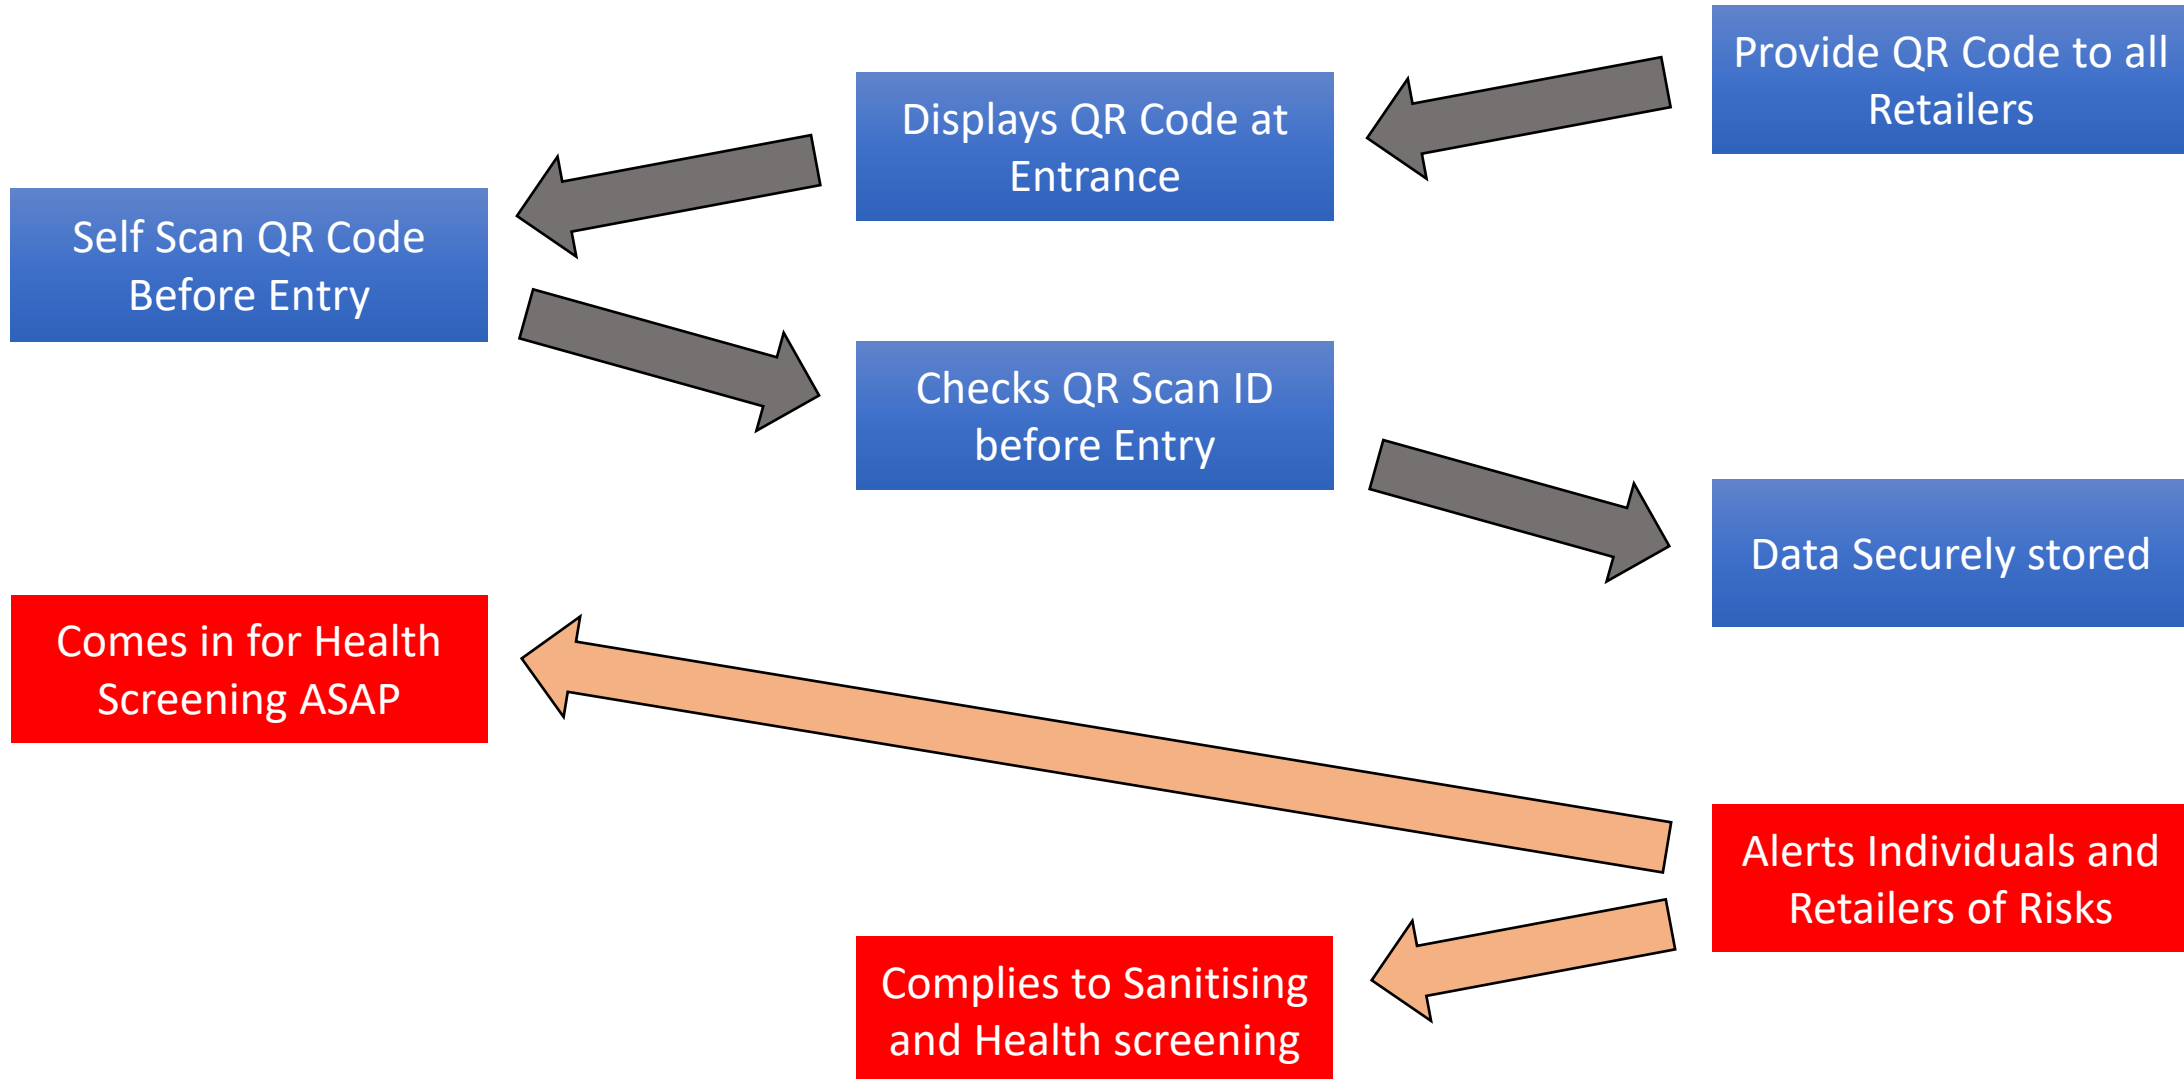 Provide QR Code to all
Retailers
Displays QR Code at
Entrance
Self Scan QR Code
Before Entry
Checks QR Scan ID
before Entry
Data Securely stored
Comes in for Health
Screening ASAP
Alerts Individuals and
Retailers of Risks
Complies to Sanitising
and Health screening